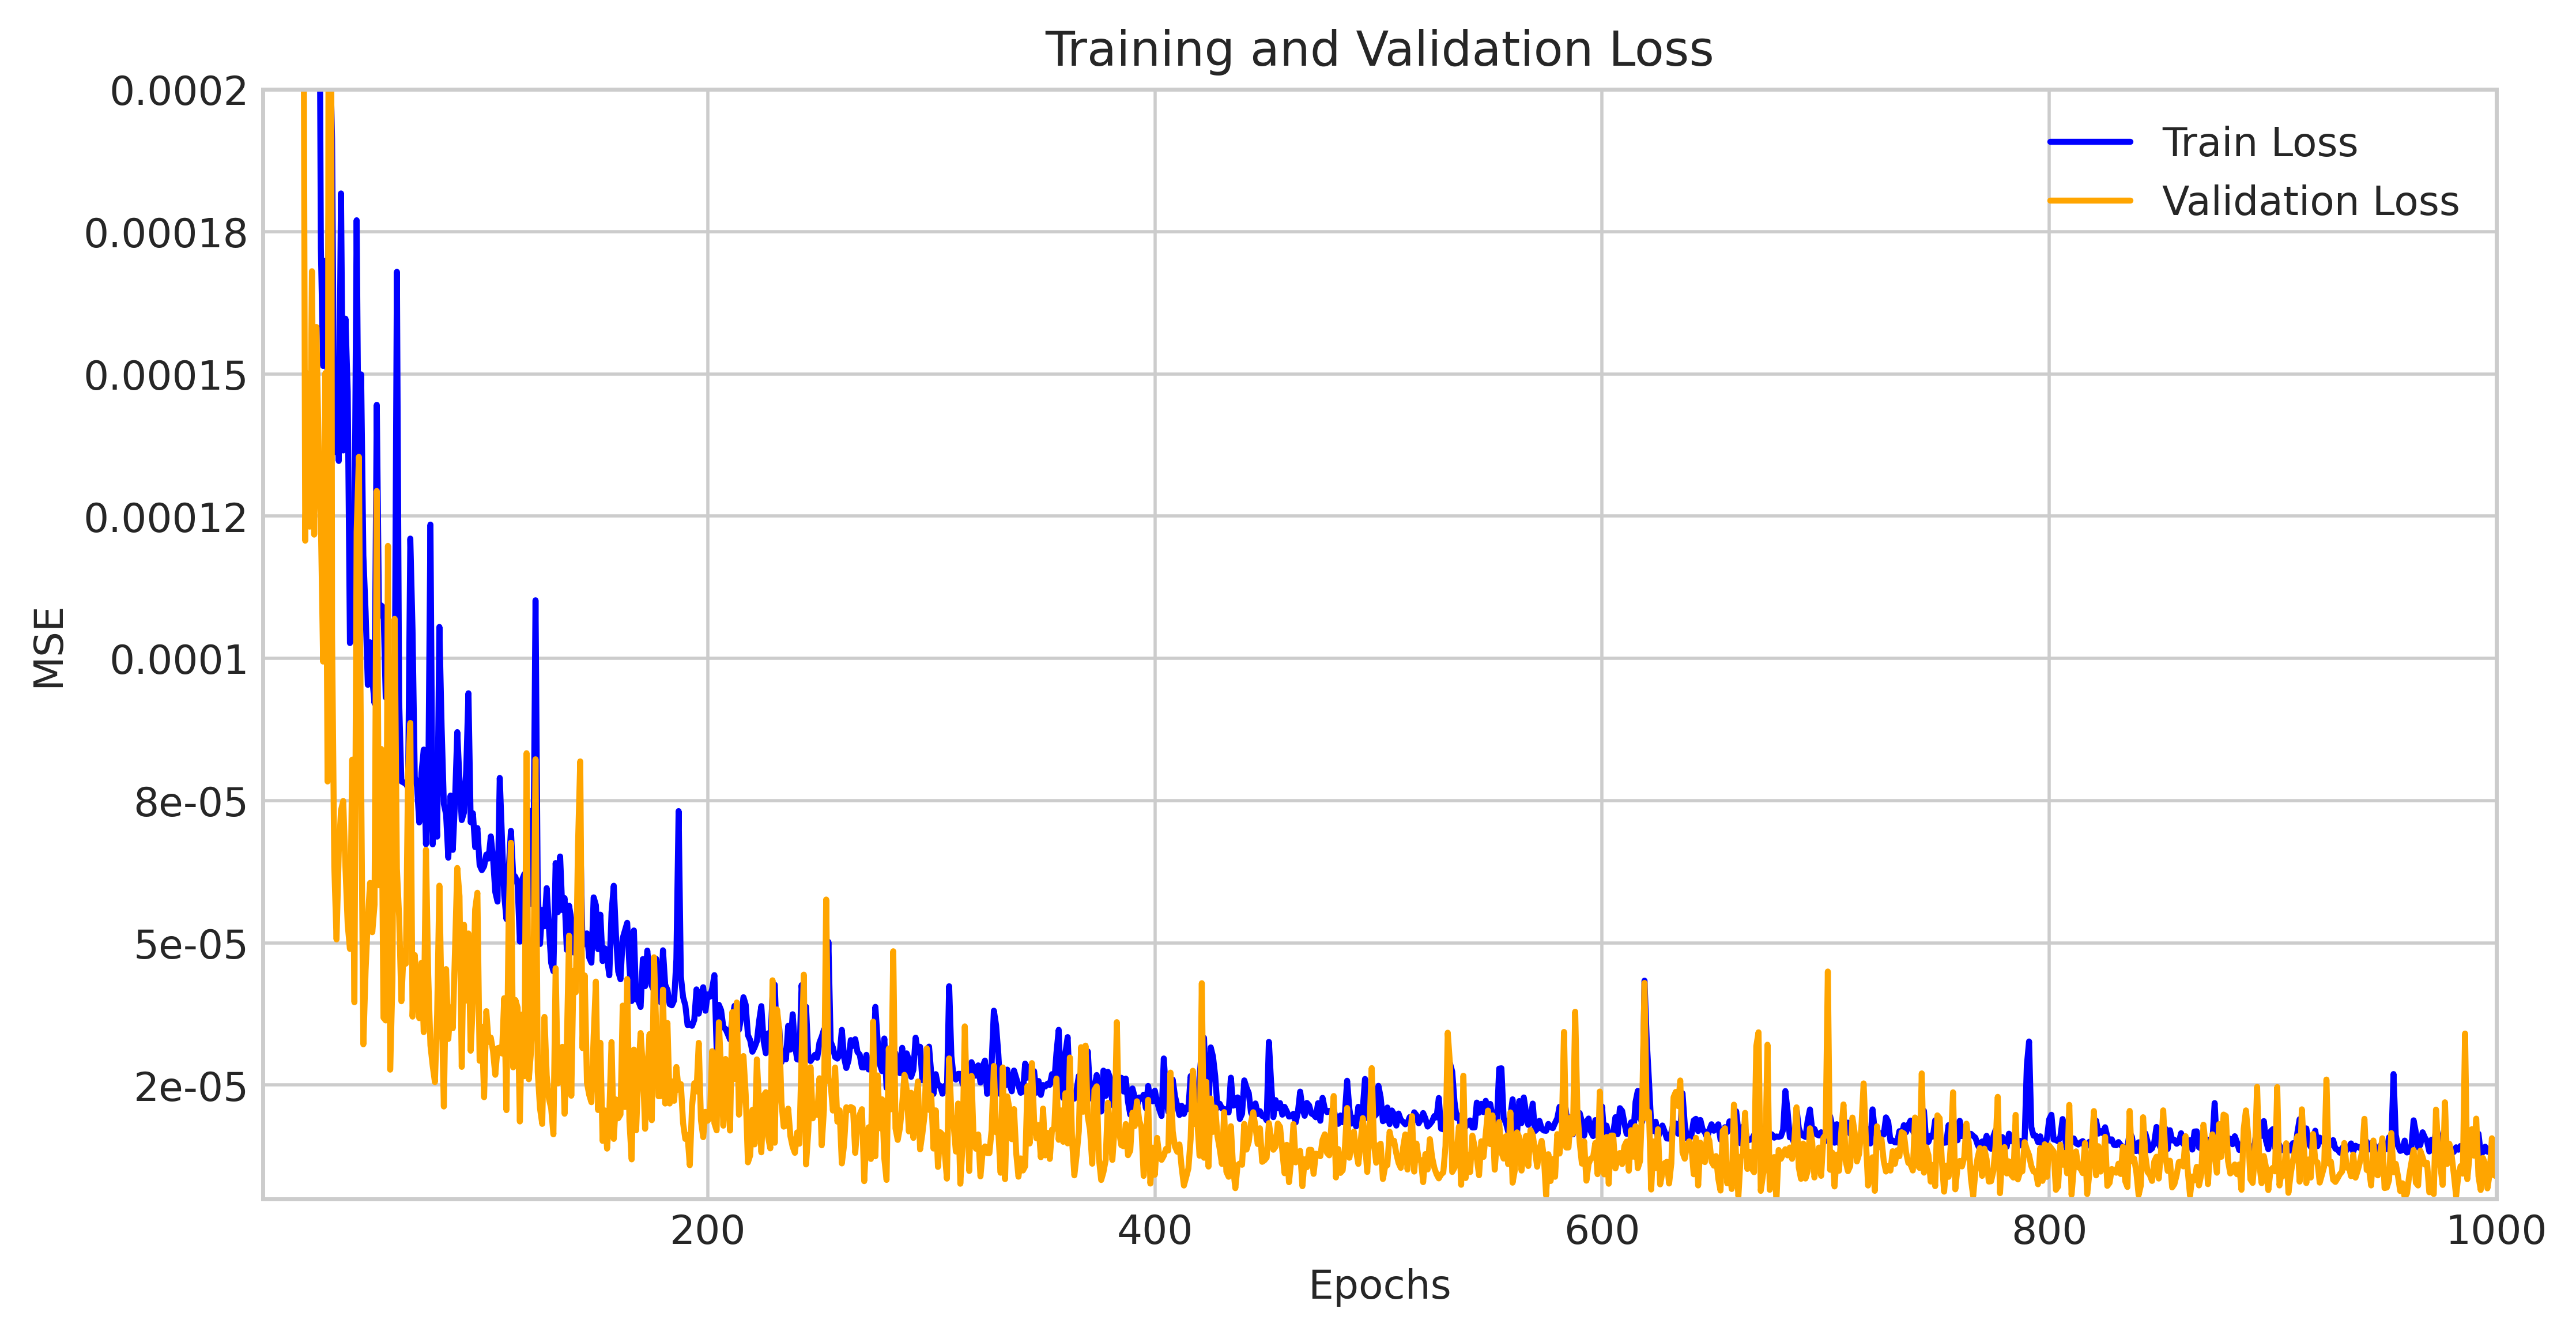 Training and Validation Loss
0.0002
0.00018
0.00015
0.00012
0.0001
8e-05
5e-05
2e-05
MSE
Train Loss
Validation Loss
200 400 600 800 1000
Epochs